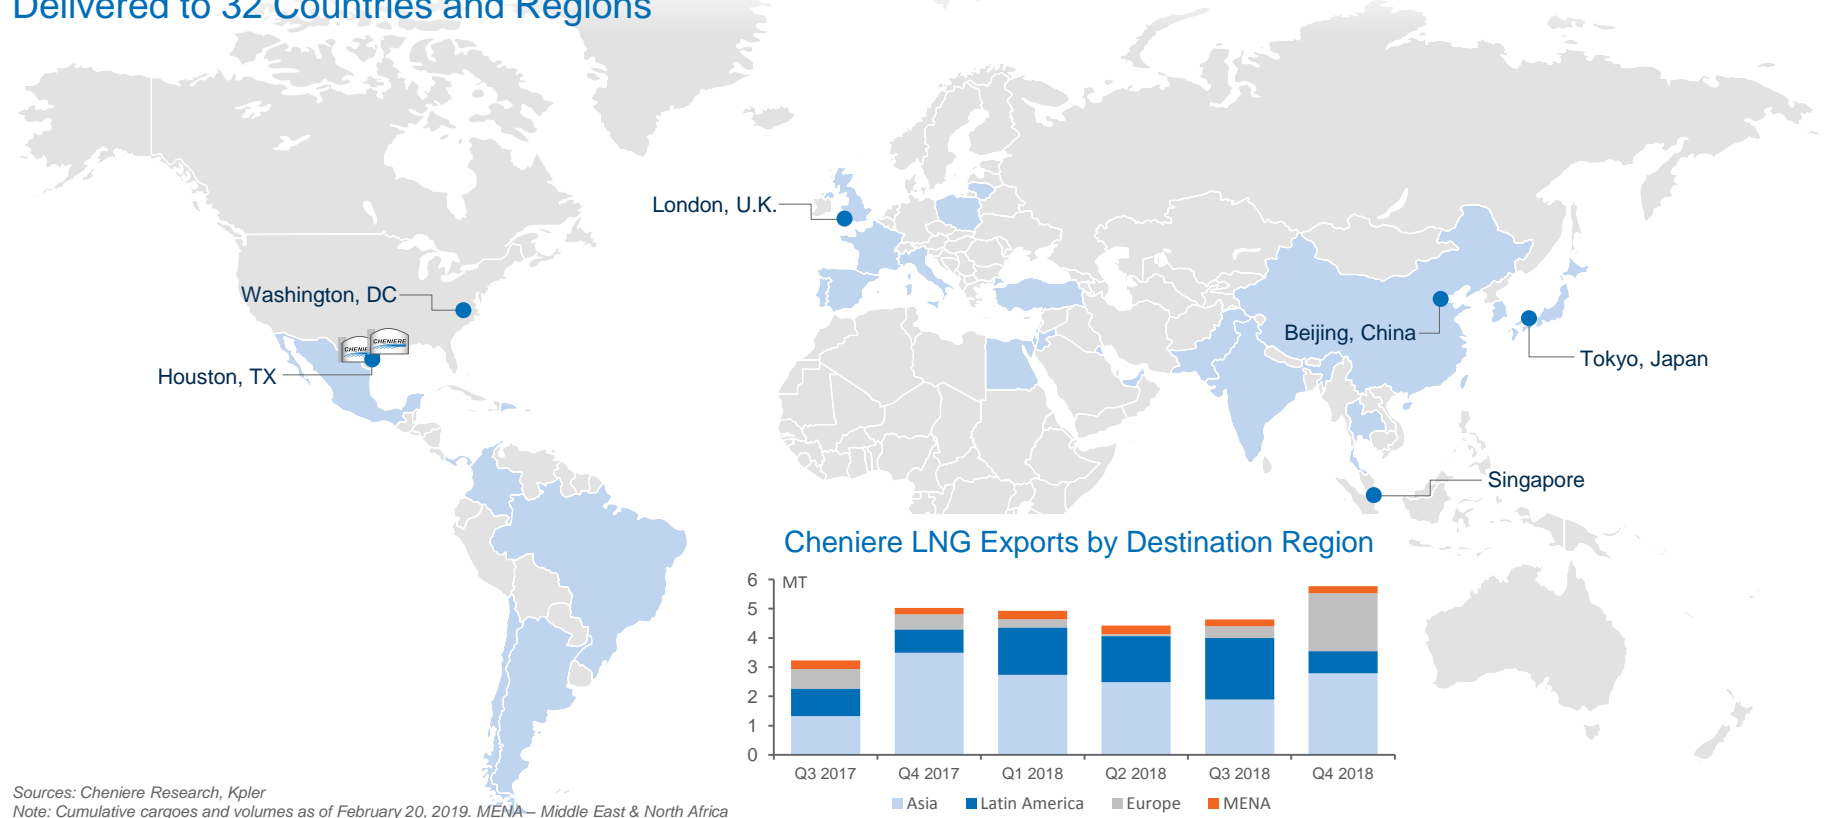 Delivered to 32 Countries and Regions
London, U.K.
Washington, DC
Beijing, China
CHENIERE
Tokyo, Japan
Houston, TX
Singapore
Cheniere LNG Exports by Destination Region
MT
6
5
4
3
2
1
0
Q3 2017 Q4 2017 Q1 2018 Q2 2018 Q3 2018 Q4 2018
Asia Latin America Europe MENA
Sources: Cheniere Research, Kpler
Note: Cumulative cargoes and volumes as of February 20, 2019. MENA – Middle East & North Africa